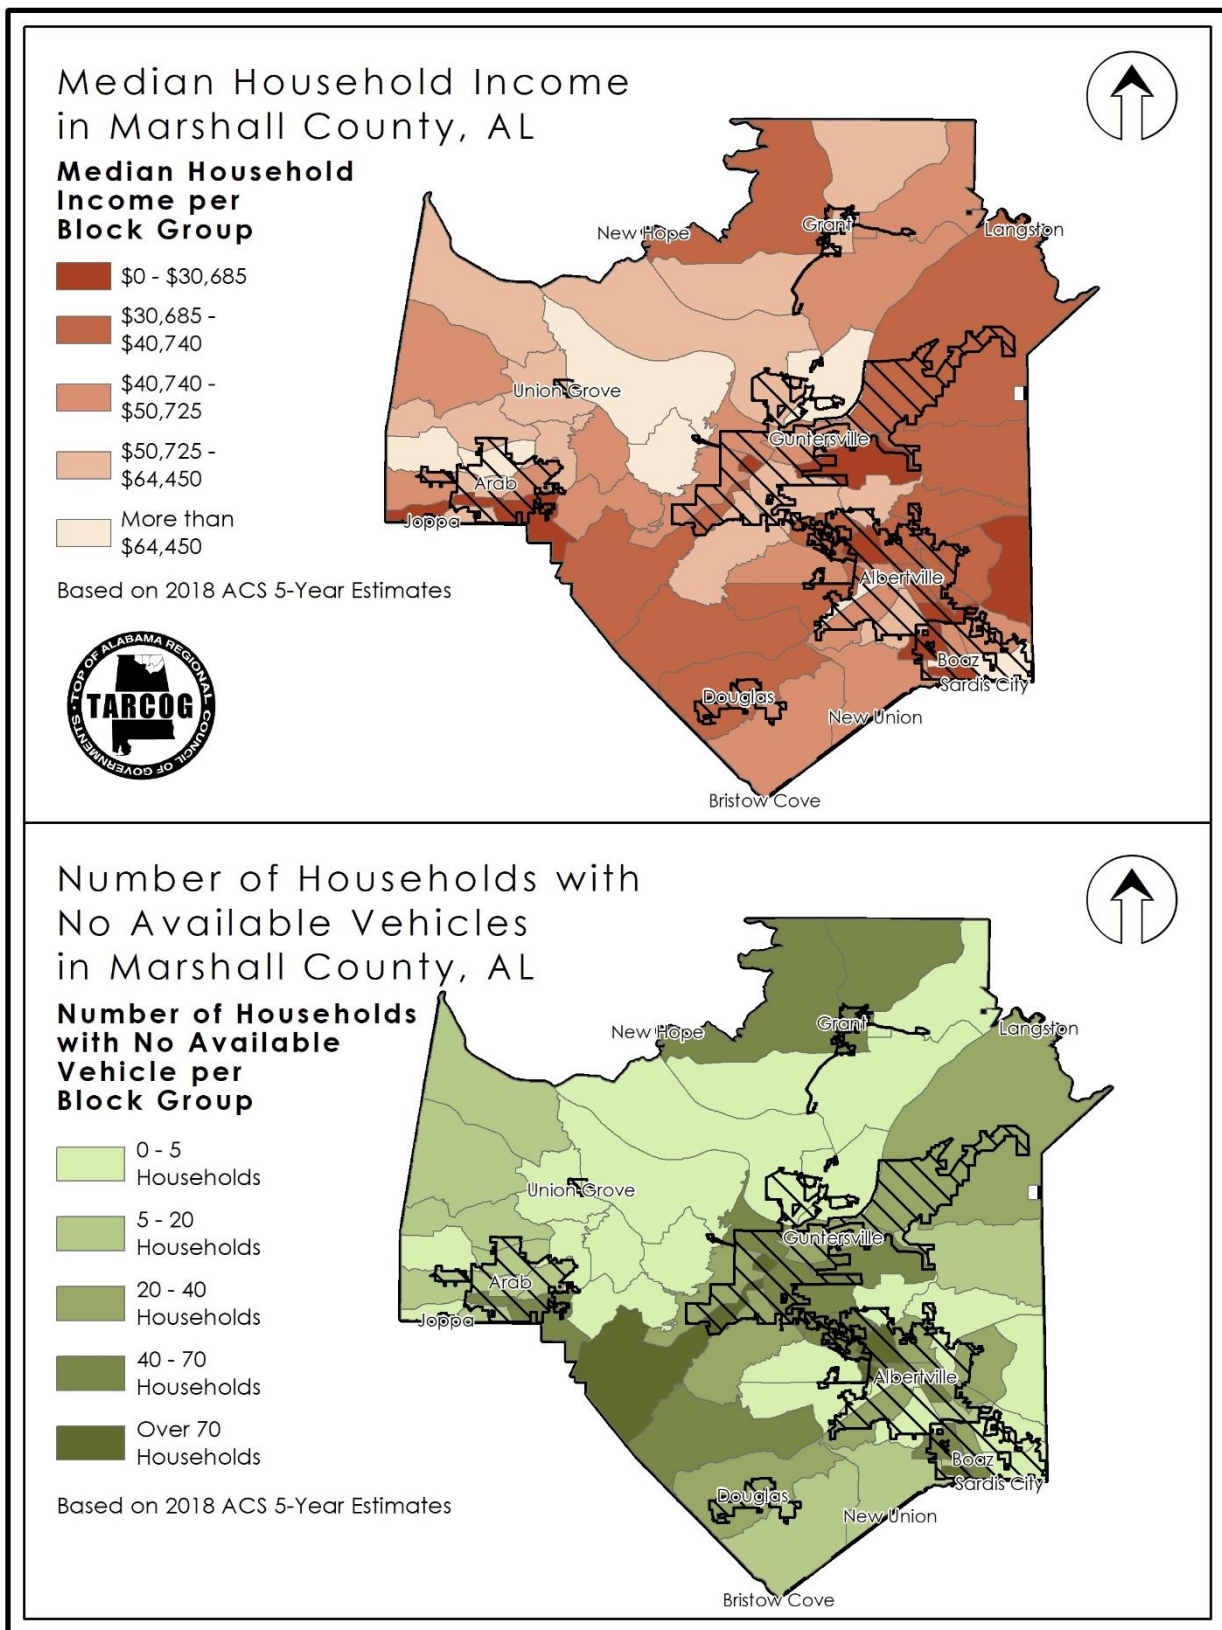 Median Household Income
in Marshall County, AL
Median Household
Income per
Block Group
$0 - $30,685
$30,685 -
$40,740
$40,740 -
$50,725
$50,725 -
$64,450
More than
$64,450
Based on 2018 ACS 5-Year Estimates
TOP OF ALABAMA REGIONAL
TARCOG
COUNCIL OF GOVERNMENTS
New Hope
Grant
Langston
Union Grove
Guntersville
Arab
Joppa
Albertville
Boaz
Sardis City
Douglas
New Union
Bristow Cove
Number of Households with
No Available Vehicles
in Marshall County, AL
Number of Households
with No Available
Vehicle per
Block Group
0 - 5
Households
5 - 20
Households
20 - 40
Households
40 - 70
Households
Over 70
Households
Based on 2018 ACS 5-Year Estimates
New Hope
Grant
Langston
Union Grove
Guntersville
Arab
Joppa
Albertville
Boaz
Sardis City
Douglas
New Union
Bristow Cove